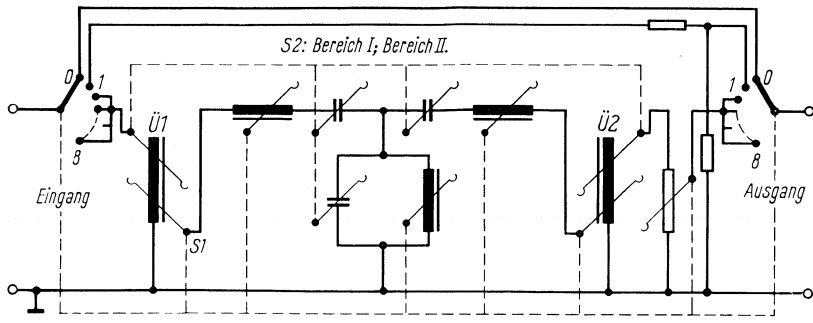 S2: Bereich I; Bereich II.
0
1
8
Ü1
Ü2
1
0
8
Eingang
S1
Ausgang